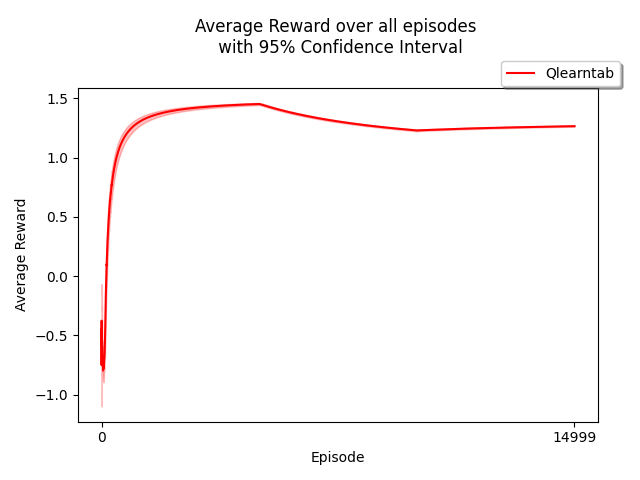 Average Reward over all episodes
with 95% Confidence Interval
Qlearntab
1.5
1.0
0.5
0.0
−0.5
−1.0
Average Reward
0
14999
Episode